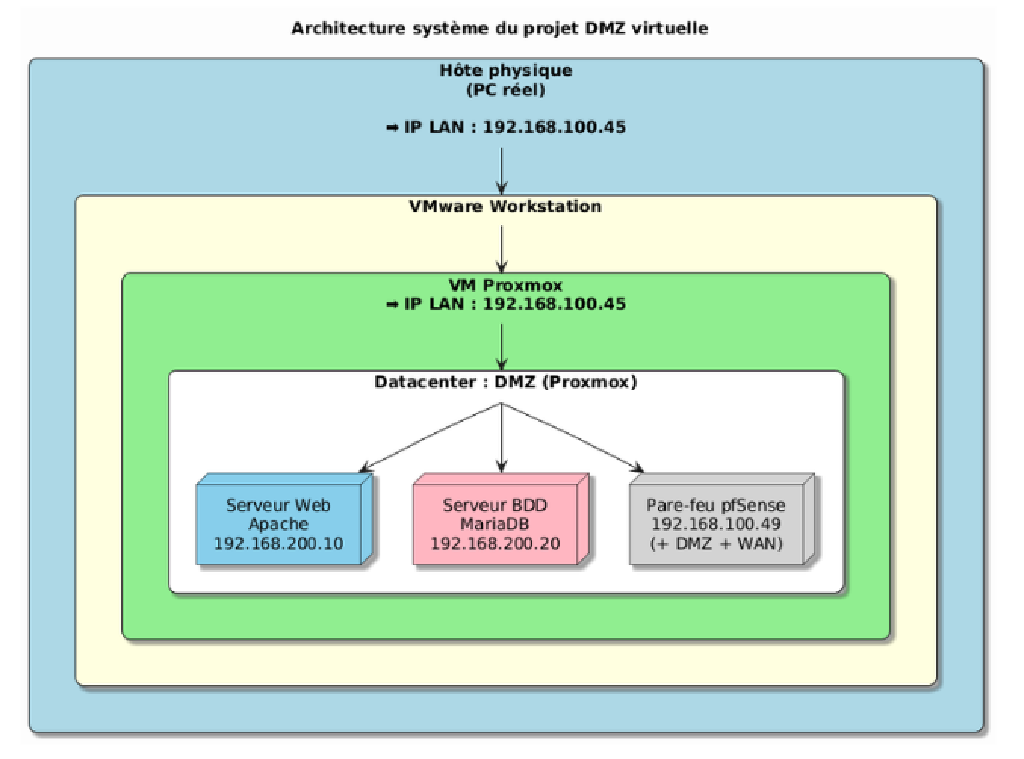 Architecture système du projet DMZ virtuelle
Hôte physique
(PC réel)
➡ IP LAN : 192.168.100.45
VMware Workstation
VM Proxmox
➡ IP LAN : 192.168.100.45
Datacenter : DMZ (Proxmox)
Serveur Web
Apache
192.168.200.10
Serveur BDD
MariaDB
192.168.200.20
Pare-feu pfSense
192.168.100.49
(+ DMZ + WAN)